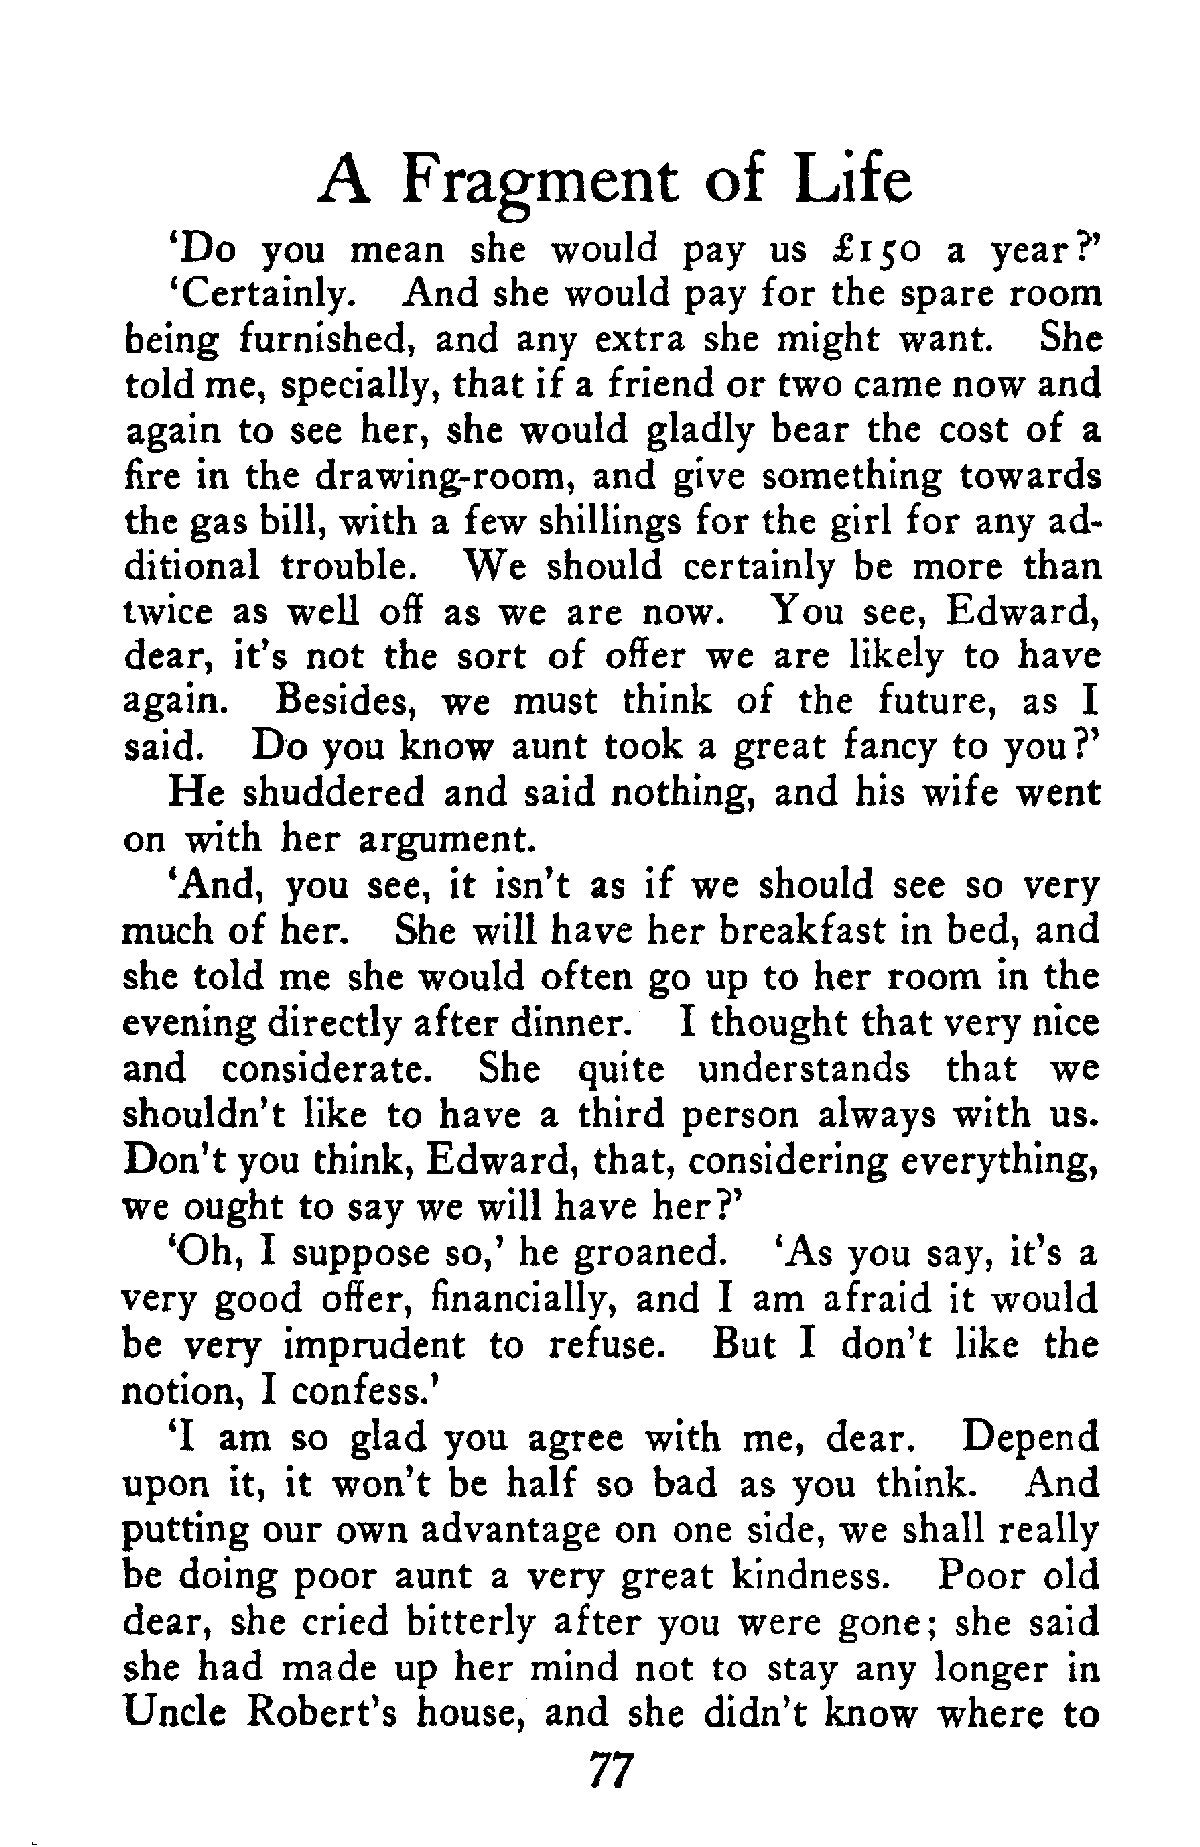 A Fragment of Life
‘Do you mean she would pay us £150 a year?’
‘Certainly. And she would pay for the spare room
being furnished, and any extra she might want. She
told me, specially, that if a friend or two came now and
again to see her, she would gladly bear the cost of a
fire in the drawing-room, and give something towards
the gas bill, with a few shillings for the girl for any ad-
ditional trouble. We should certainly be more than
twice as well off as we are now. You see, Edward,
dear, it’s not the sort of offer we are likely to have
again. Besides, we must think of the future, as I
said. Do you know aunt took a great fancy to you?’
He shuddered and said nothing, and his wife went
on with her argument.
‘And, you see, it isn’t as if we should see so very
much of her. She will have her breakfast in bed, and
she told me she would often go up to her room in the
evening directly after dinner. I thought that very nice
and considerate. She quite understands that we
shouldn’t like to have a third person always with us.
Don’t you think, Edward, that, considering everything,
we ought to say we will have her?’
‘Oh, I suppose so,’ he groaned. ‘As you say, it’s a
very good offer, financially, and I am afraid it would
be very imprudent to refuse. But I don’t like the
notion, I confess.’
‘I am so glad you agree with me, dear. Depend
upon it, it won’t be half so bad as you think. And
putting our own advantage on one side, we shall really
be doing poor aunt a very great kindness. Poor old
dear, she cried bitterly after you were gone; she said
she had made up her mind not to stay any longer in
Uncle Robert’s house, and she didn’t know where to
77